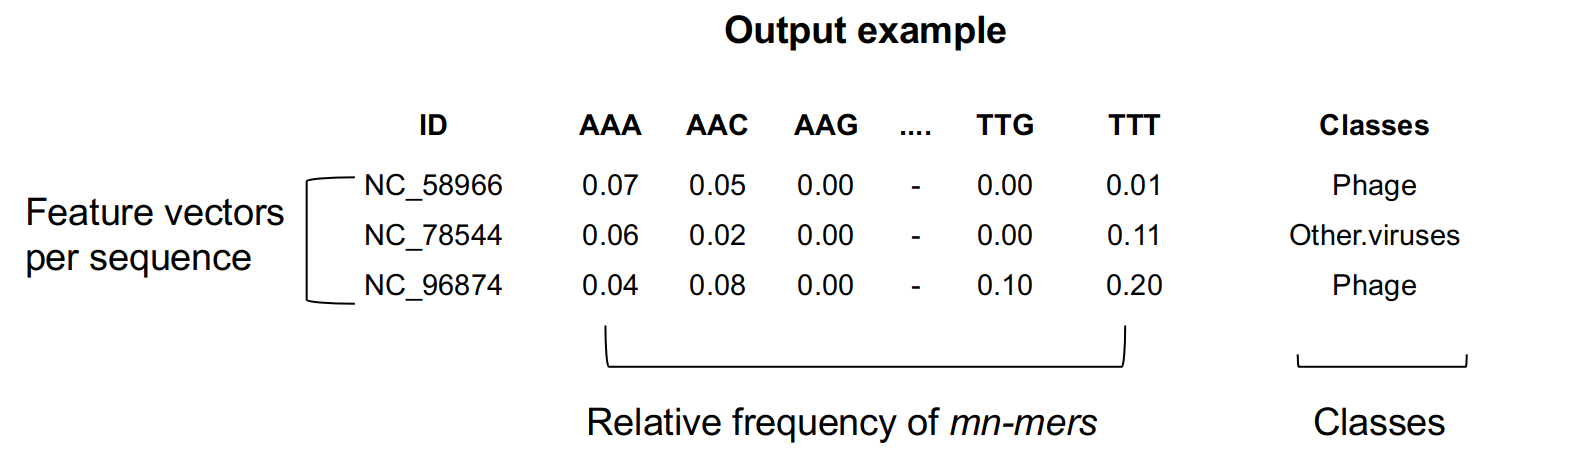 Output example
ID AAA AAC AAG .... TTG TTT Classes
NC_58966 0.07 0.05 0.00 - 0.00 0.01 Phage
NC_78544 0.06 0.02 0.00 - 0.00 0.11 Other.viruses
NC_96874 0.04 0.08 0.00 - 0.10 0.20 Phage
Feature vectors
per sequence
Relative frequency of mn-mers
Classes